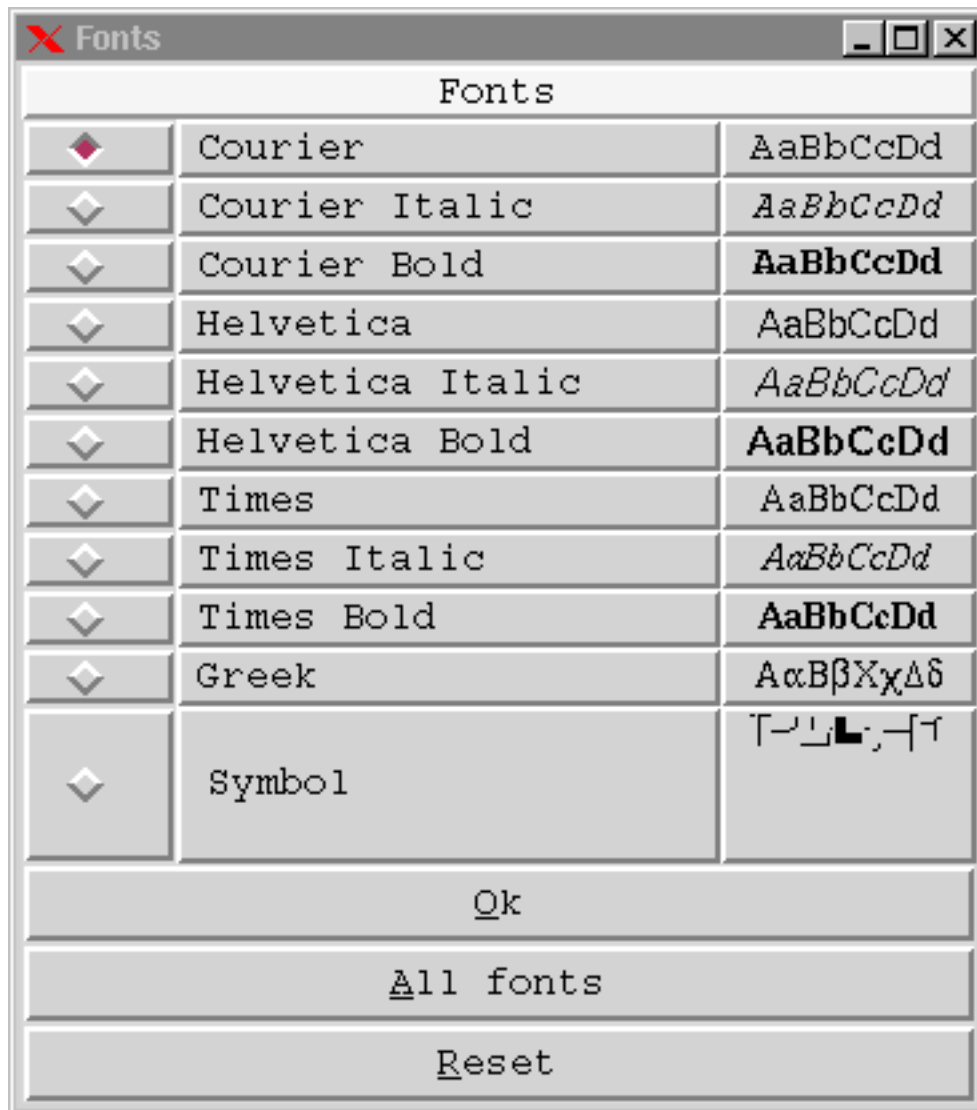 Fonts
Fonts
Courier AaBbCcDd
Courier Italic AaBbCcDd
Courier Bold AaBbCcDd
Helvetica AaBbCcDd
Helvetica Italic AaBbCcDd
Helvetica Bold AaBbCcDd
Times AaBbCcDd
Times Italic AaBbCcDd
Times Bold AaBbCcDd
Greek ΑαΒβΧχΔδ
Symbol
Ok
All fonts
Reset